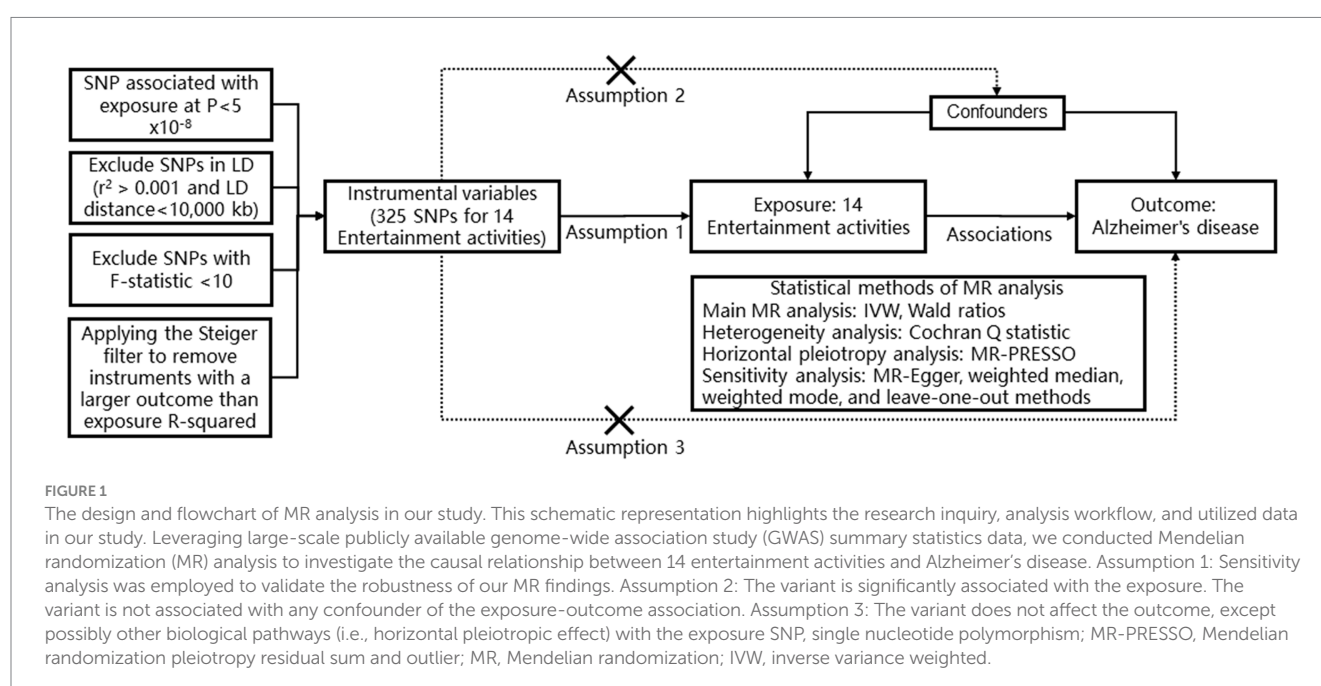 SNP associated with
exposure at P<5
x10⁻⁸
Exclude SNPs in LD
(r² > 0.001 and LD
distance<10,000 kb)
Exclude SNPs with
F-statistic <10
Applying the Steiger
filter to remove
instruments with a
larger outcome than
exposure R-squared
Instrumental variables
(325 SNPs for 14
Entertainment activities)
Assumption 2
Assumption 1
Assumption 3
Confounders
Exposure: 14
Entertainment activities
Associations
Outcome:
Alzheimer's disease
Statistical methods of MR analysis
Main MR analysis: IVW, Wald ratios
Heterogeneity analysis: Cochran Q statistic
Horizontal pleiotropy analysis: MR-PRESSO
Sensitivity analysis: MR-Egger, weighted median,
weighted mode, and leave-one-out methods
FIGURE 1
The design and flowchart of MR analysis in our study. This schematic representation highlights the research inquiry, analysis workflow, and utilized data
in our study. Leveraging large-scale publicly available genome-wide association study (GWAS) summary statistics data, we conducted Mendelian
randomization (MR) analysis to investigate the causal relationship between 14 entertainment activities and Alzheimer's disease. Assumption 1: Sensitivity
analysis was employed to validate the robustness of our MR findings. Assumption 2: The variant is significantly associated with the exposure. The
variant is not associated with any confounder of the exposure-outcome association. Assumption 3: The variant does not affect the outcome, except
possibly other biological pathways (i.e., horizontal pleiotropic effect) with the exposure SNP, single nucleotide polymorphism; MR-PRESSO, Mendelian
randomization pleiotropy residual sum and outlier; MR, Mendelian randomization; IVW, inverse variance weighted.